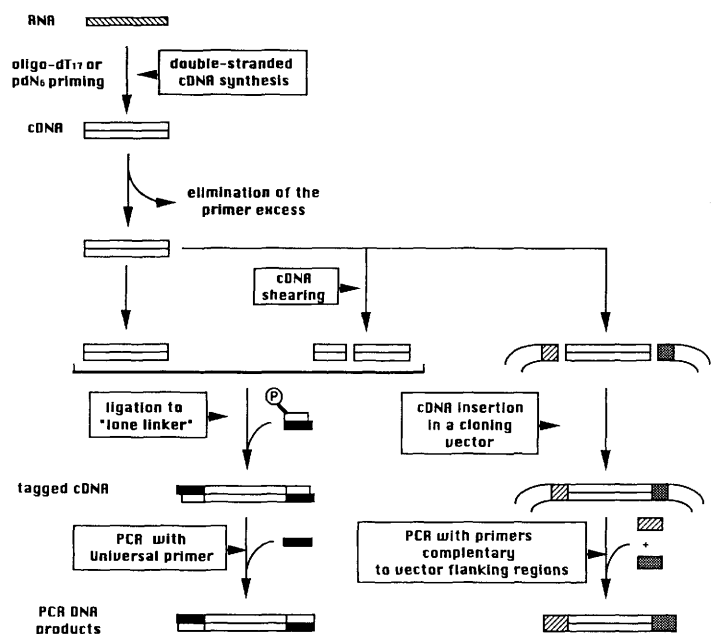 RNA
oligo-dT17 or
pdN6 priming
double-stranded
cDNA synthesis
cDNA
elimination of the
primer excess
cDNA
shearing
ligation to
"lone linker"
P
cDNA insertion
in a cloning
vector
tagged cDNA
PCR with
Universal primer
PCR with primers
complentary
to vector flanking regions
+
PCR DNA
products